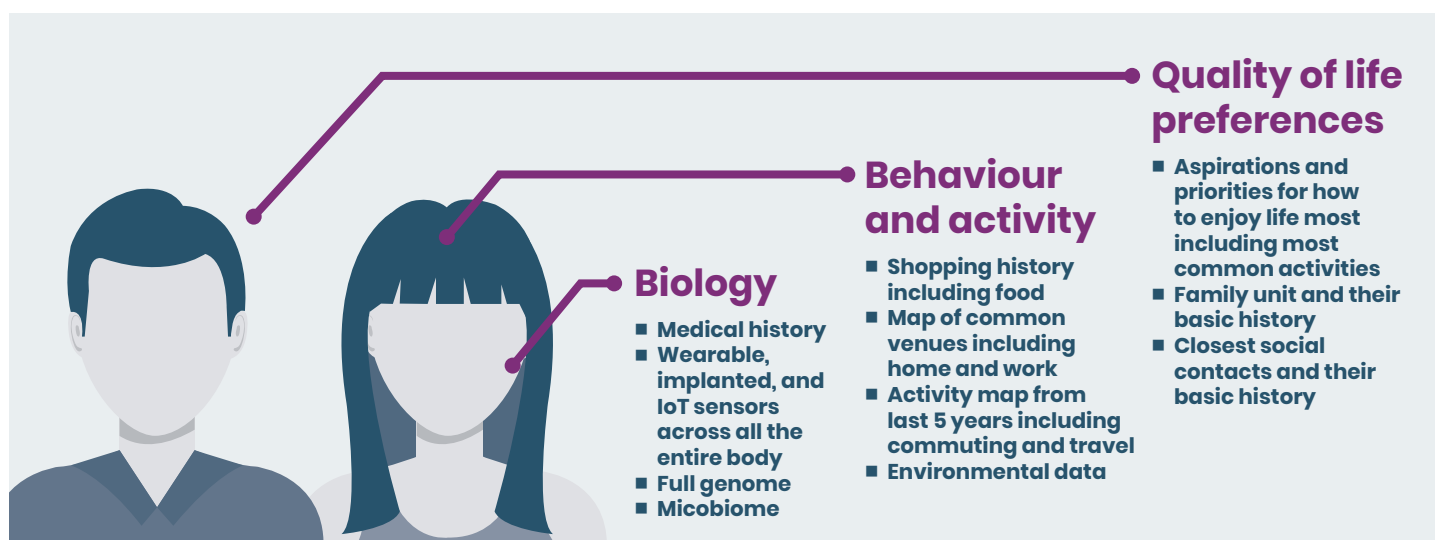 Quality of life
preferences
■ Aspirations and
priorities for how
to enjoy life most
including most
common activities
■ Family unit and their
basic history
■ Closest social
contacts and their
basic history
Behaviour
and activity
■ Shopping history
including food
■ Map of common
venues including
home and work
■ Activity map from
last 5 years including
commuting and travel
■ Environmental data
Biology
■ Medical history
■ Wearable,
implanted, and
IoT sensors
across all the
entire body
■ Full genome
■ Micobiome